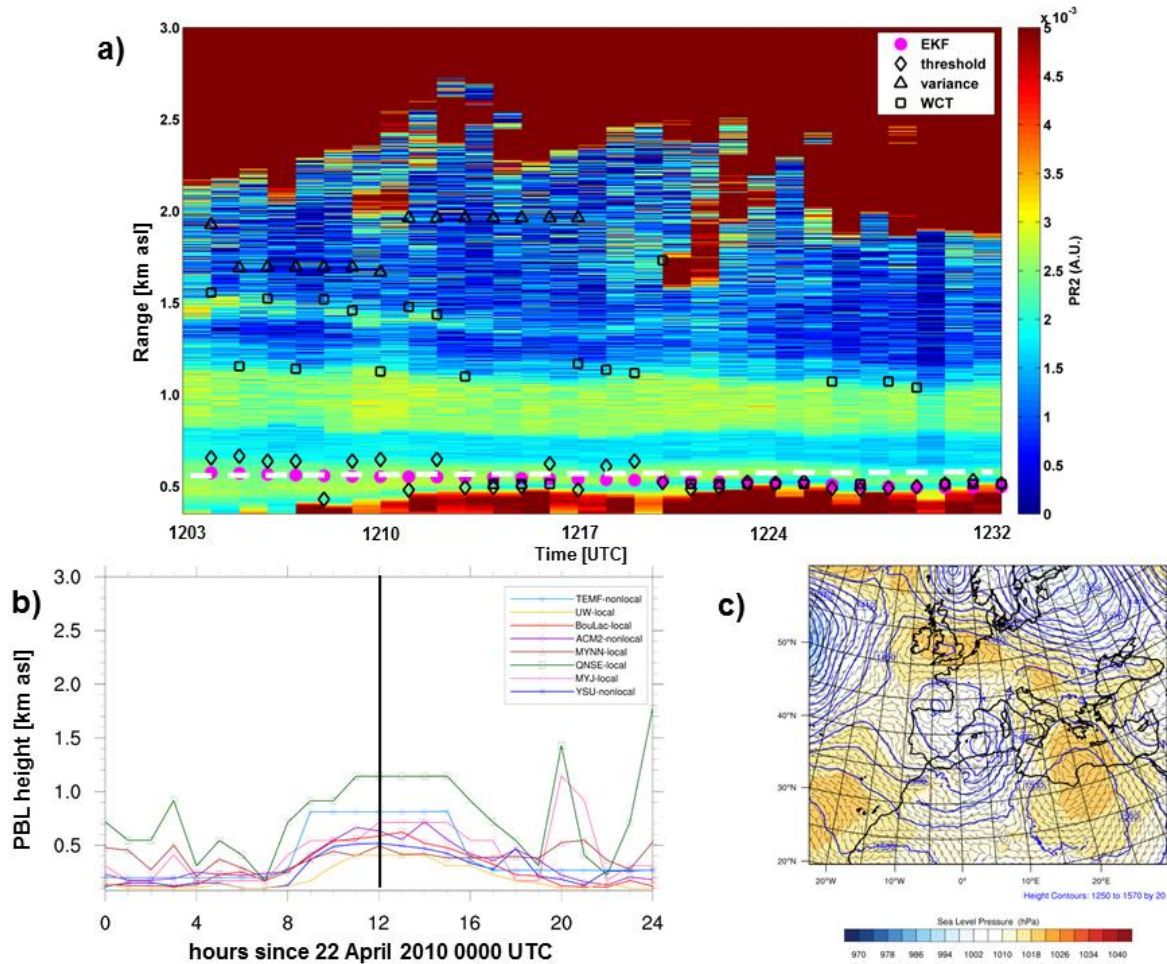 a)
x 10^-3
3.0
2.5
2.0
1.5
1.0
0.5
Range [km asl]
EKF
threshold
variance
WCT
5
4.5
4
3.5
3
2.5
2
1.5
1
0.5
0
PR2 (A.U.)
1203 1210 1217 1224 1232
Time [UTC]
b)
3.0
2.5
2.0
1.5
1.0
0.5
PBL height [km asl]
TEMF-nonlocal
UW-local
BouLac-local
ACM2-nonlocal
MYNN-local
QNSE-local
MYJ-local
YSU-nonlocal
0 4 8 12 16 20 24
hours since 22 April 2010 0000 UTC
c)
50°N
40°N
30°N
20°N
20°W 10°W 0° 10°E 20°E
Height Contours: 1250 to 1570 by 20
Sea Level Pressure (hPa)
970 978 986 994 1002 1010 1018 1026 1034 1040